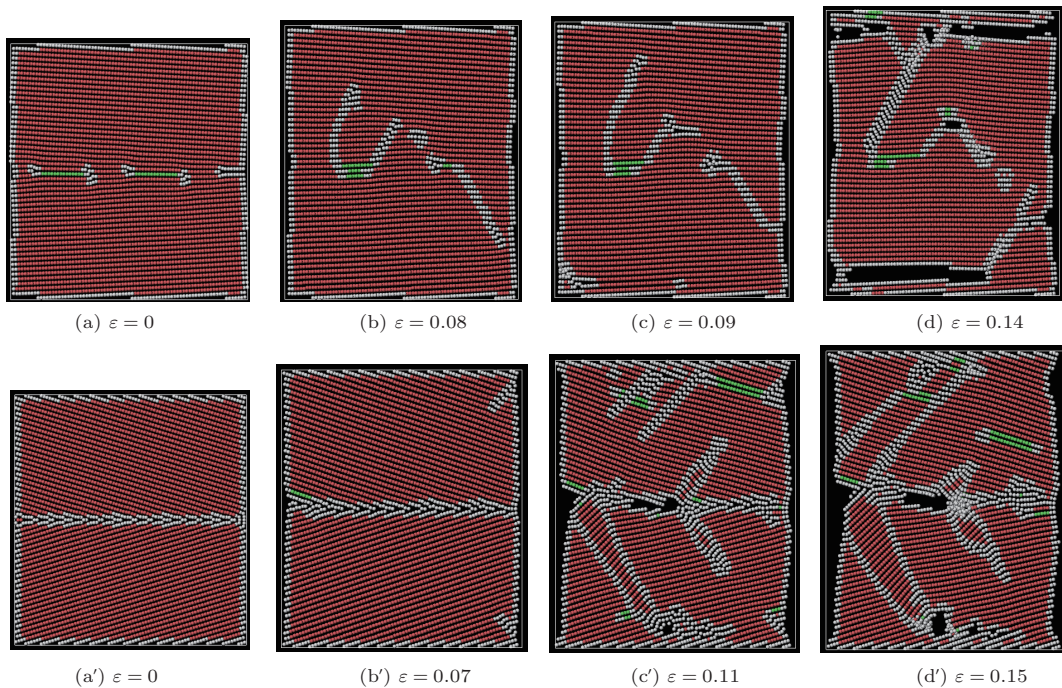 (a) ε = 0
(b) ε = 0.08
(c) ε = 0.09
(d) ε = 0.14
(a′) ε = 0
(b′) ε = 0.07
(c′) ε = 0.11
(d′) ε = 0.15